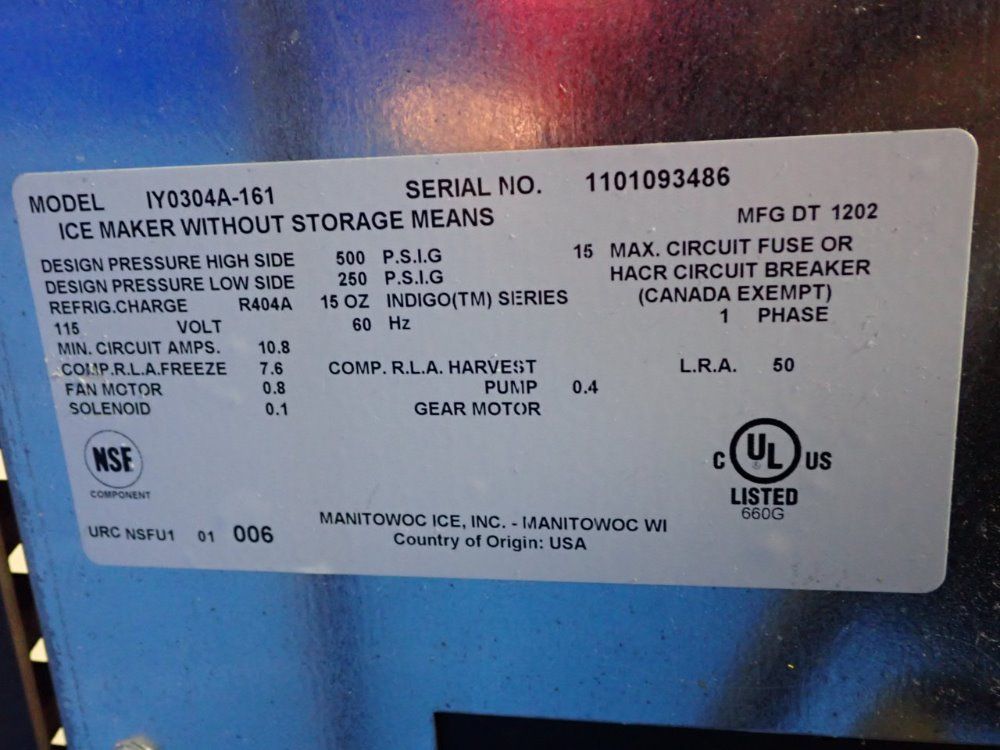 MODEL IY0304A-161 SERIAL NO. 1101093486
ICE MAKER WITHOUT STORAGE MEANS MFG DT 1202
DESIGN PRESSURE HIGH SIDE 500 P.S.I.G 15 MAX. CIRCUIT FUSE OR
DESIGN PRESSURE LOW SIDE 250 P.S.I.G HACR CIRCUIT BREAKER
REFRIG.CHARGE R404A 15 OZ INDIGO(TM) SERIES (CANADA EXEMPT)
115 VOLT 60 Hz 1 PHASE
MIN. CIRCUIT AMPS. 10.8
COMP.R.L.A.FREEZE 7.6 COMP. R.L.A. HARVEST L.R.A. 50
FAN MOTOR 0.8 PUMP 0.4
SOLENOID 0.1 GEAR MOTOR
NSF
COMPONENT
C UL US
LISTED
660G
URC NSFU1 01 006 MANITOWOC ICE, INC. - MANITOWOC WI
Country of Origin: USA